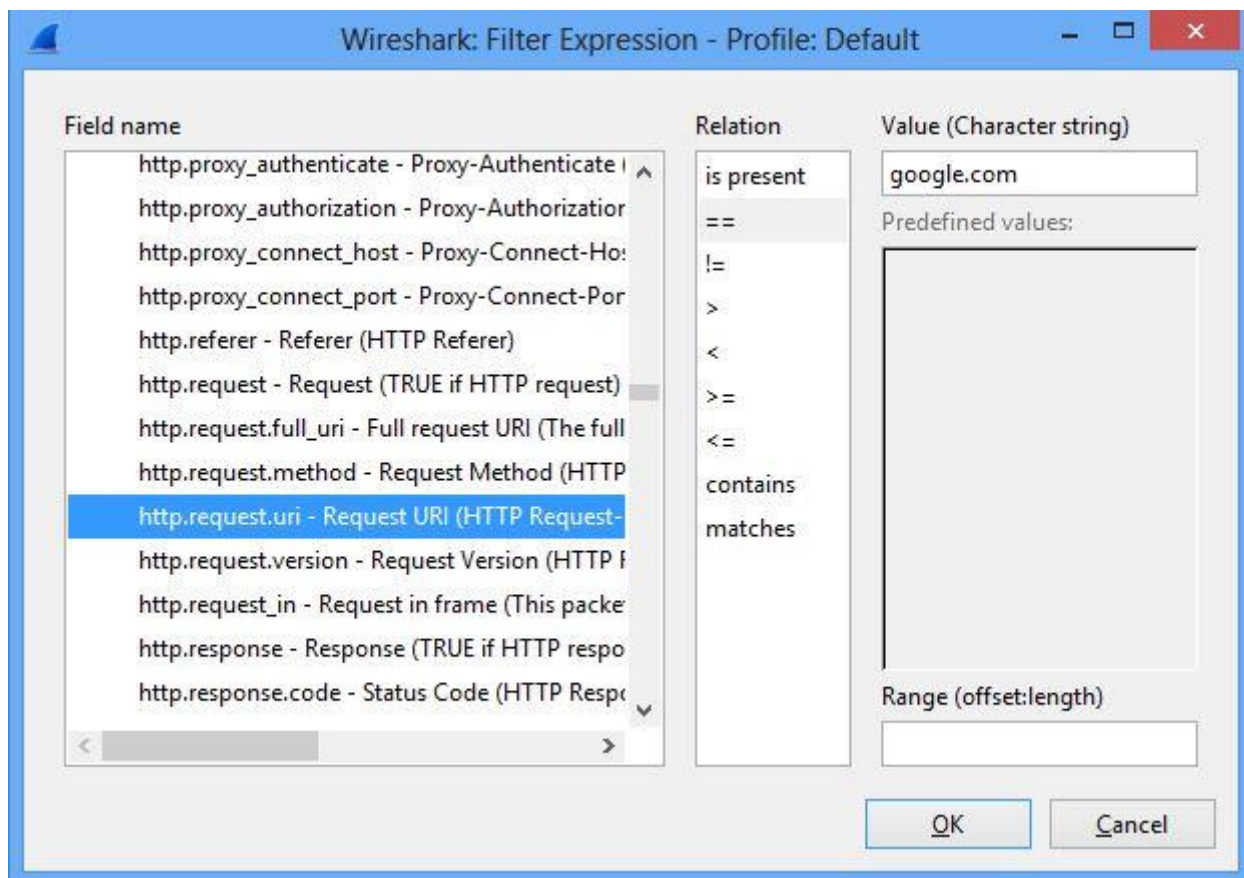 Wireshark: Filter Expression - Profile: Default
Field name
http.proxy_authenticate - Proxy-Authenticate (
http.proxy_authorization - Proxy-Authorization
http.proxy_connect_host - Proxy-Connect-Hos
http.proxy_connect_port - Proxy-Connect-Por
http.referer - Referer (HTTP Referer)
http.request - Request (TRUE if HTTP request)
http.request.full_uri - Full request URI (The full
http.request.method - Request Method (HTTP
http.request.uri - Request URI (HTTP Request-
http.request.version - Request Version (HTTP
http.request_in - Request in frame (This packe
http.response - Response (TRUE if HTTP respo
http.response.code - Status Code (HTTP Resp
Relation
is present
==
!=
>
<
>=
<=
contains
matches
Value (Character string)
google.com
Predefined values:
Range (offset:length)
OK
Cancel